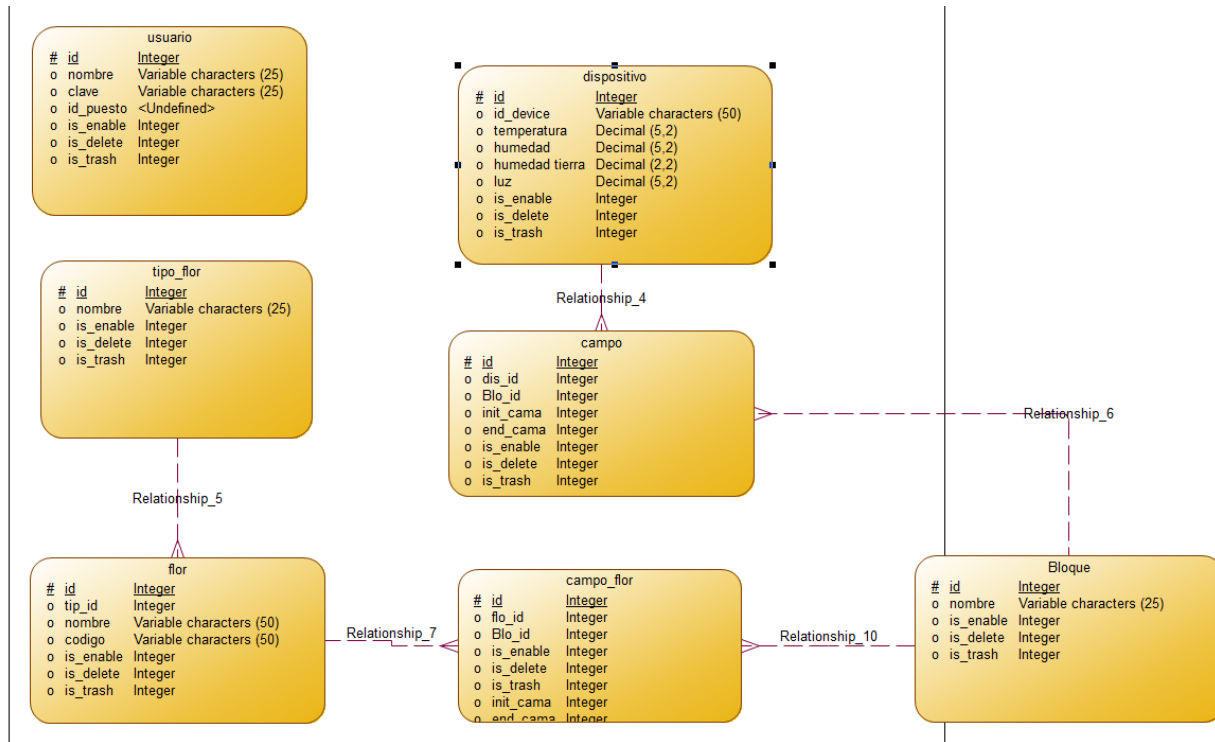 usuario
# id Integer
o nombre Variable characters (25)
o clave Variable characters (25)
o id_puesto <Undefined>
o is_enable Integer
o is_delete Integer
o is_trash Integer
dispositivo
# id Integer
o id_device Variable characters (50)
o temperatura Decimal (5,2)
o humedad Decimal (5,2)
o humedad tierra Decimal (2,2)
o luz Decimal (5,2)
o is_enable Integer
o is_delete Integer
o is_trash Integer
tipo_flor
# id Integer
o nombre Variable characters (25)
o is_enable Integer
o is_delete Integer
o is_trash Integer
Relationship_4
campo
# id Integer
o dis_id Integer
o Blo_id Integer
o init_cama Integer
o end_cama Integer
o is_enable Integer
o is_delete Integer
o is_trash Integer
Relationship_6
Relationship_5
flor
# id Integer
o tip_id Integer
o nombre Variable characters (50)
o codigo Variable characters (50)
o is_enable Integer
o is_delete Integer
o is_trash Integer
Relationship_7
campo_flor
# id Integer
o flo_id Integer
o Blo_id Integer
o is_enable Integer
o is_delete Integer
o is_trash Integer
o init_cama Integer
o end_cama Integer
Relationship_10
Bloque
# id Integer
o nombre Variable characters (25)
o is_enable Integer
o is_delete Integer
o is_trash Integer